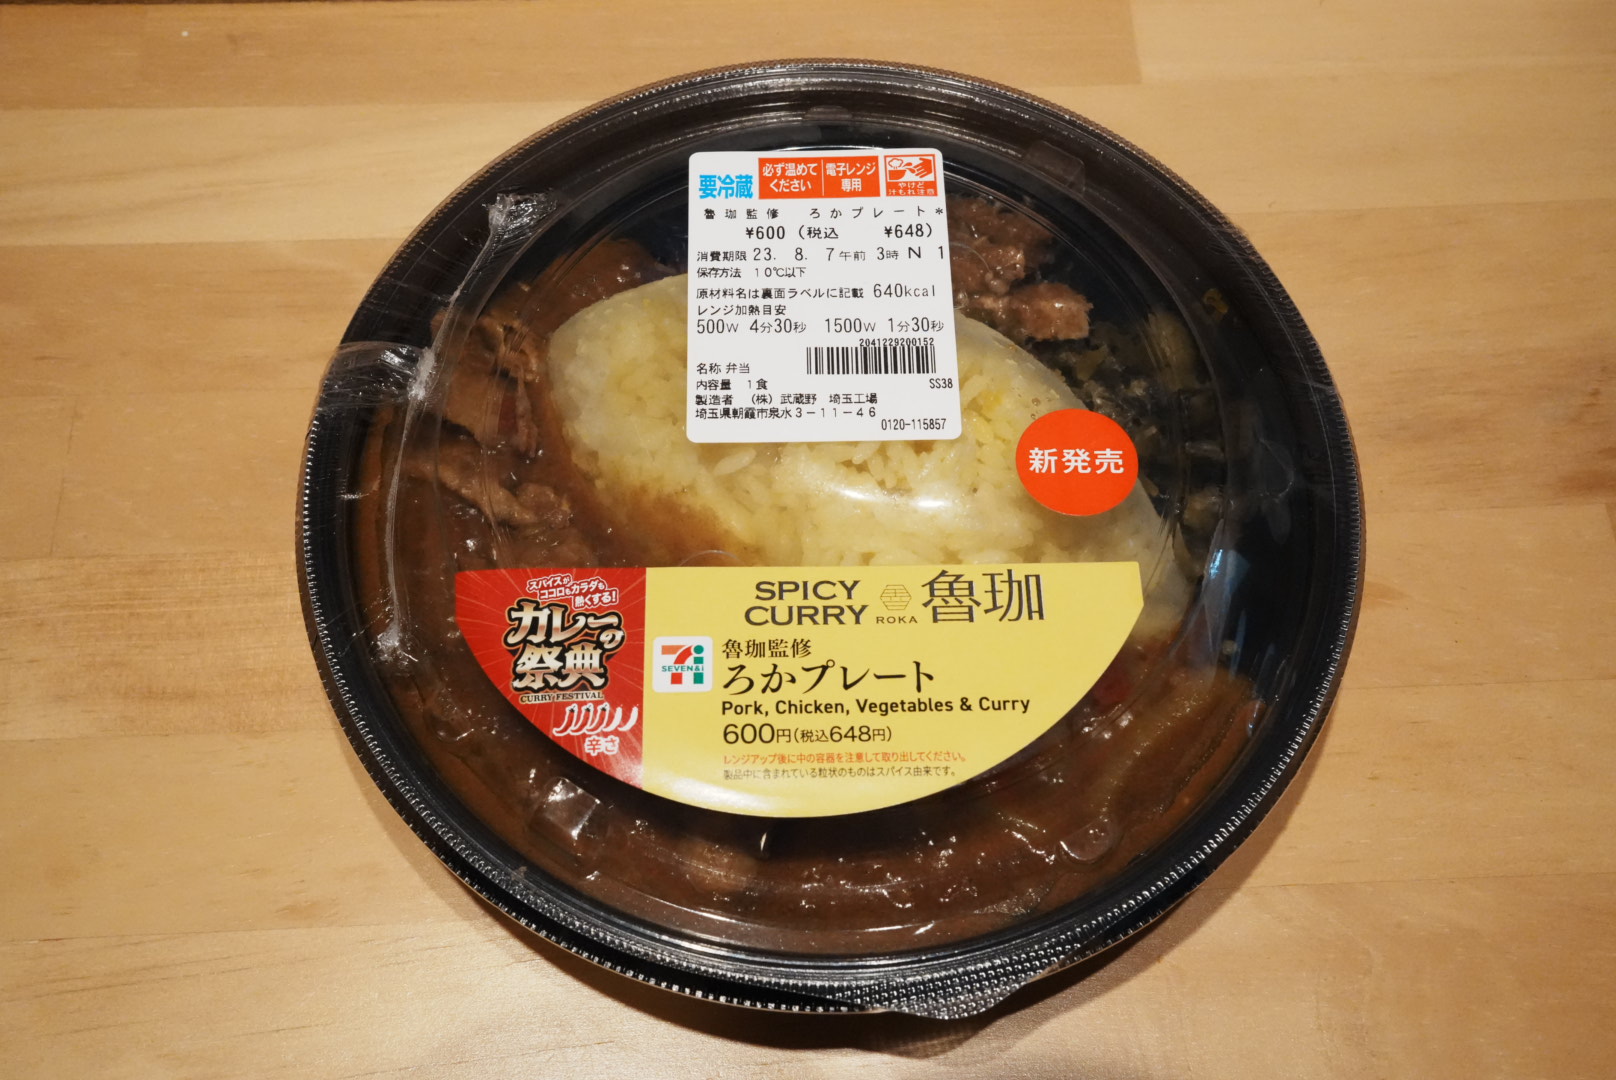 要冷蔵
必ず温めて
ください
電子レンジ
専用
やけど
汁もれ注意
魯珈監修 ろかプレート*
¥600 (税込 ¥648)
消費期限 23. 8. 7 午前 3時 N 1
保存方法 10℃以下
原材料名は裏面ラベルに記載 640kcal
レンジ加熱目安
500W 4分30秒 1500W 1分30秒
2041229200152
名称 弁当
内容量 1食
SS38
製造者 (株) 武蔵野 埼玉工場
埼玉県朝霞市泉水3-11-46
0120-115857
新発売
スパイスが
ココロもカラダも
熱くする!
カレーの
祭典
CURRY FESTIVAL
辛さ
SPICY
CURRY
ROKA
魯珈
SEVEN&i
魯珈監修
ろかプレート
Pork, Chicken, Vegetables & Curry
600円(税込648円)
レンジアップ後に中の容器を注意して取り出してください。
製品中に含まれている粒状のものはスパイス由来です。